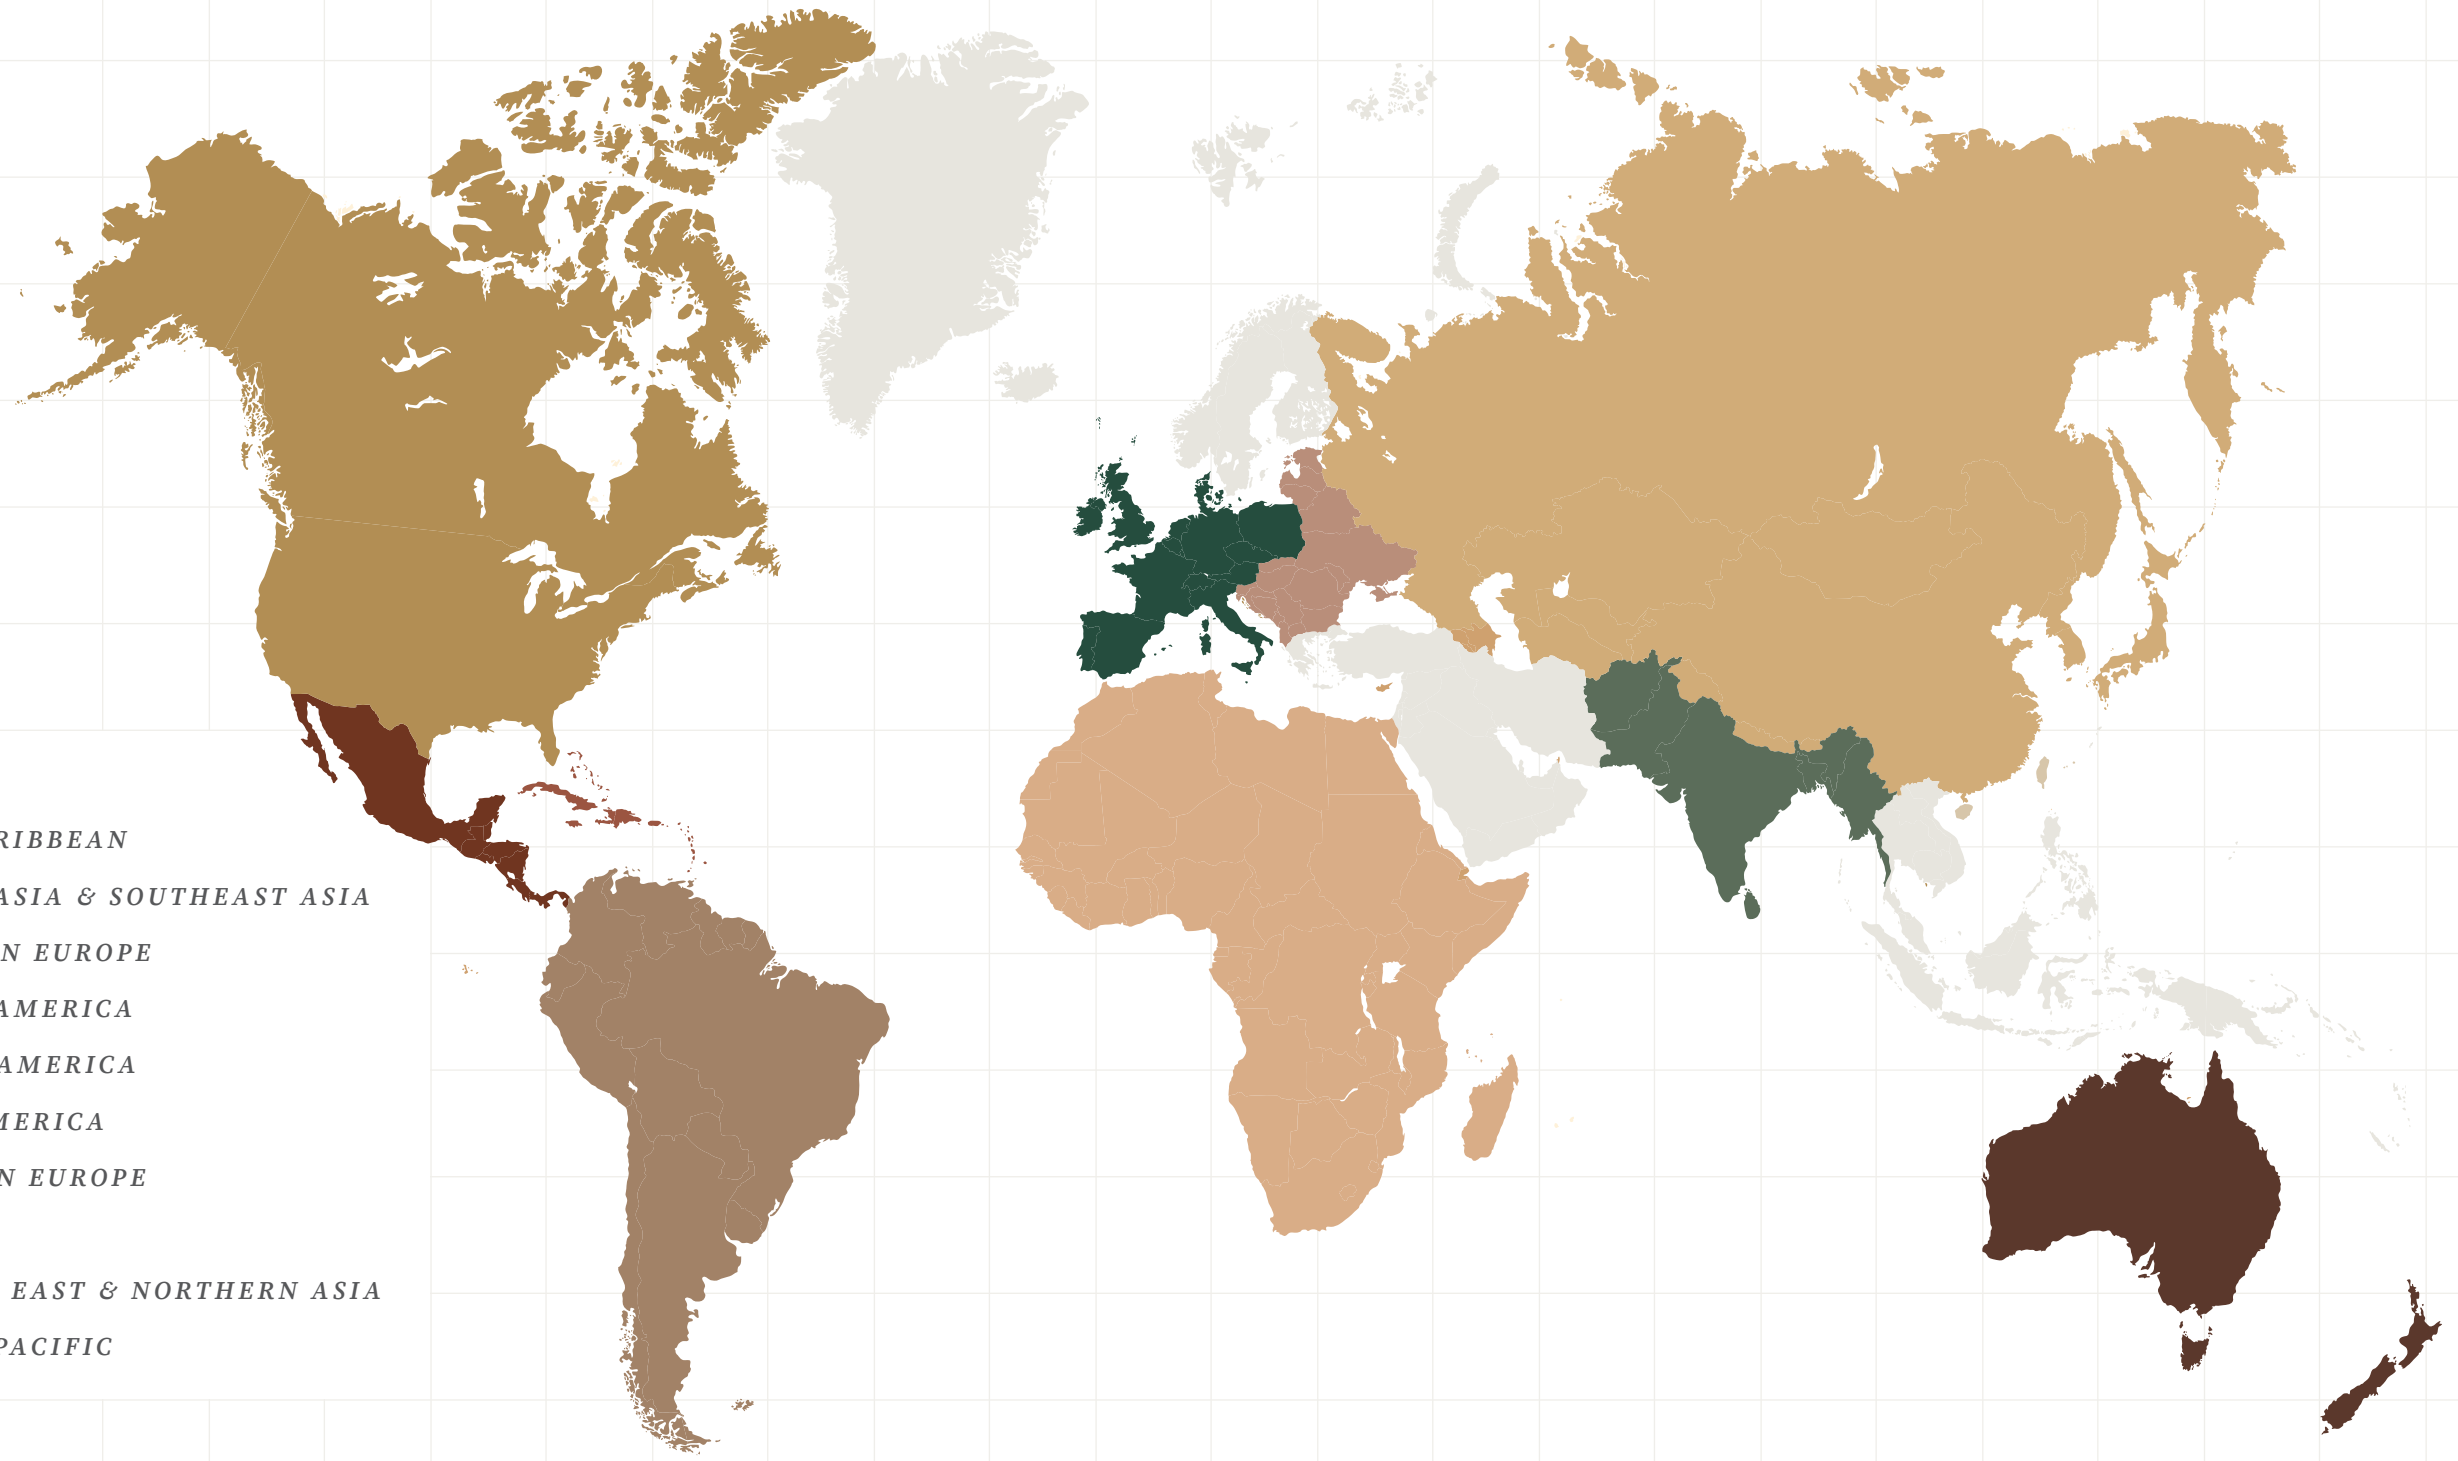 RIBBEAN
ASIA & SOUTHEAST ASIA
N EUROPE
AMERICA
AMERICA
MERICA
N EUROPE
EAST & NORTHERN ASIA
PACIFIC